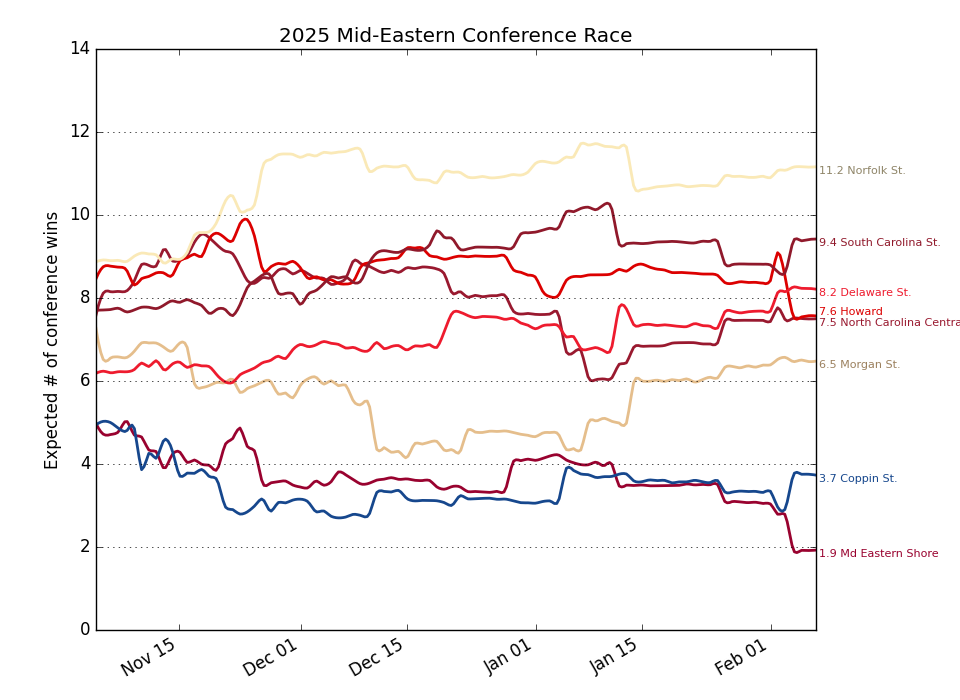 2025 Mid-Eastern Conference Race
Expected # of conference wins
14
12
10
8
6
4
2
0
11.2 Norfolk St.
9.4 South Carolina St.
8.2 Delaware St.
7.6 Howard
7.5 North Carolina Centra
6.5 Morgan St.
3.7 Coppin St.
1.9 Md Eastern Shore
Nov 15
Dec 01
Dec 15
Jan 01
Jan 15
Feb 01